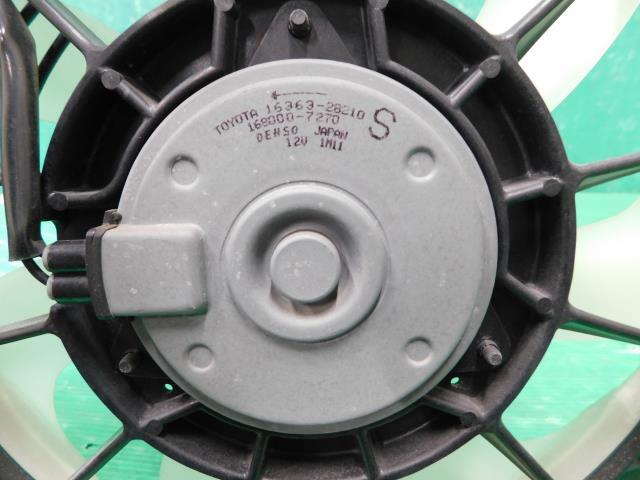 TOYOTA 16363-28210
168000-7270 S
DENSO JAPAN
12V 1M11